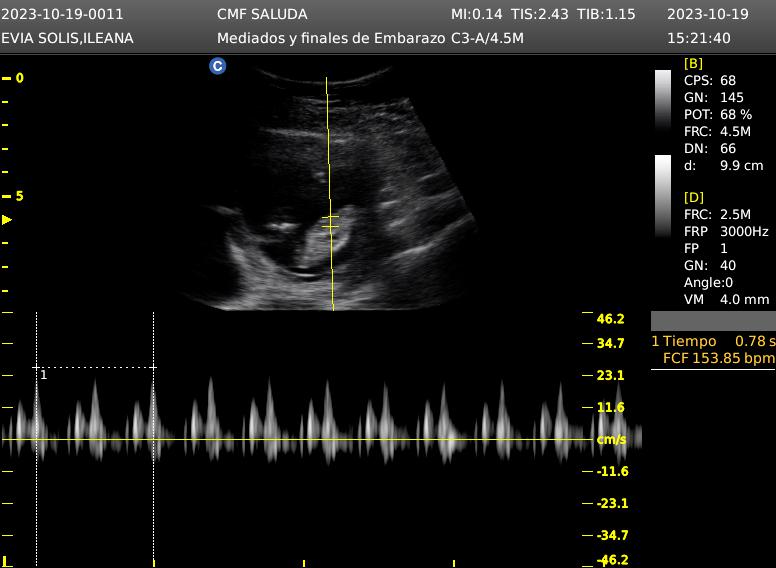 2023-10-19-0011 CMF SALUDA MI:0.14 TIS:2.43 TIB:1.15 2023-10-19
EVIA SOLIS,ILEANA Mediados y finales de Embarazo C3-A/4.5M 15:21:40
C
0
5
[B]
CPS: 68
GN: 145
POT: 68 %
FRC: 4.5M
DN: 66
d: 9.9 cm
[D]
FRC: 2.5M
FRP 3000Hz
FP 1
GN: 40
Angle:0
VM 4.0 mm
1 Tiempo 0.78 s
FCF 153.85 bpm
1
46.2
34.7
23.1
11.6
cm/s
-11.6
-23.1
-34.7
-46.2